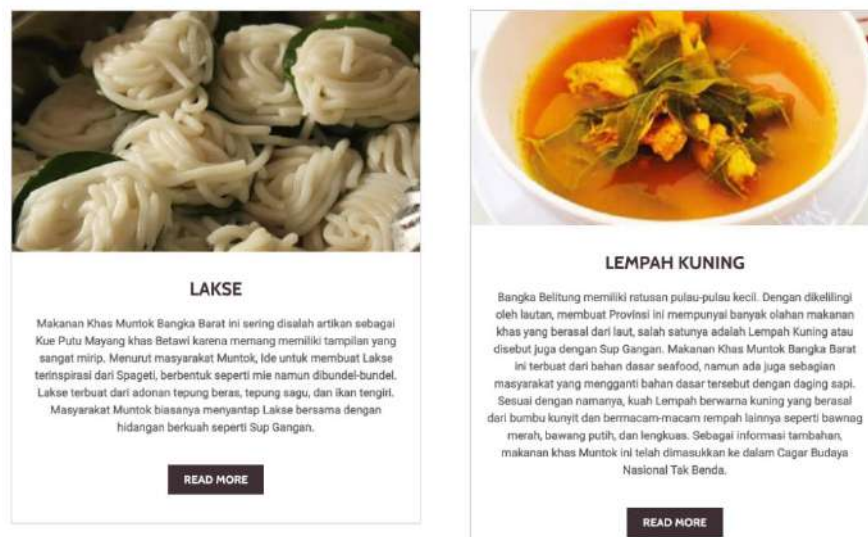 LAKSE
Makanan Khas Muntok Bangka Barat ini sering disalah artikan sebagai
Kue Putu Mayang khas Betawi karena memang memiliki tampilan yang
sangat mirip. Menurut masyarakat Muntok, Ide untuk membuat Lakse
terinspirasi dari Spageti, berbentuk seperti mie namun dibundel-bundel.
Lakse terbuat dari adonan tepung beras, tepung sagu, dan ikan tengiri.
Masyarakat Muntok biasanya menyantap Lakse bersama dengan
hidangan berkuah seperti Sup Gangan.
READ MORE
LEMPAH KUNING
Bangka Belitung memiliki ratusan pulau-pulau kecil. Dengan dikelilingi
oleh lautan, membuat Provinsi ini mempunyai banyak olahan makanan
khas yang berasal dari laut, salah satunya adalah Lempah Kuning atau
disebut juga dengan Sup Gangan. Makanan Khas Muntok Bangka Barat
ini terbuat dari bahan dasar seafood, namun ada juga sebagian
masyarakat yang mengganti bahan dasar tersebut dengan daging sapi.
Sesuai dengan namanya, kuah Lempah berwarna kuning yang berasal
dari bumbu kunyit dan bermacam-macam rempah lainnya seperti bawnag
merah, bawang putih, dan lengkuas. Sebagai informasi tambahan,
makanan khas Muntok ini telah dimasukkan ke dalam Cagar Budaya
Nasional Tak Benda.
READ MORE